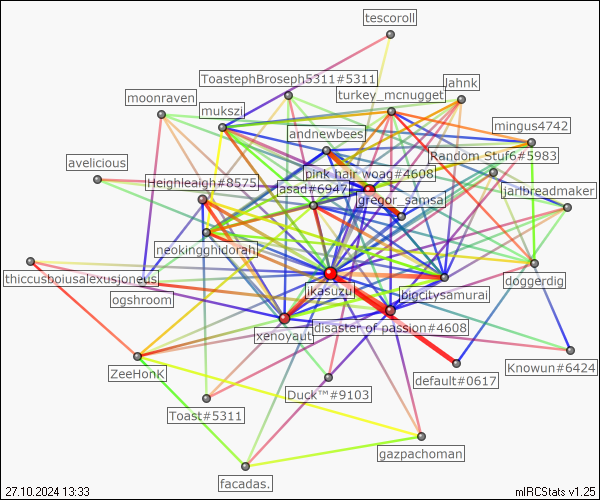 tescoroll
ToastephBroseph5311#5311
lahnk
turkey_mcnugget
moonraven
mukszi
mingus4742
andnewbees
Random Stuf6#5983
avelicious
pink hair woag#4608
Heighleaigh#8575
asad#6947
jarlbreadmaker
gregor_samsal
neokingghidorah
thiccusboiusalexusjoneus
doggerdig
ikasuzu
bigcitysamurai
ogshroom
xenoyaut
disaster of passion#4608
ZeeHonK
default#0617
Knowun#6424
Duck™#9103
Toast#5311
gazpachoman
facadas.
27.10.2024 13:33
mIRCStats v1.25